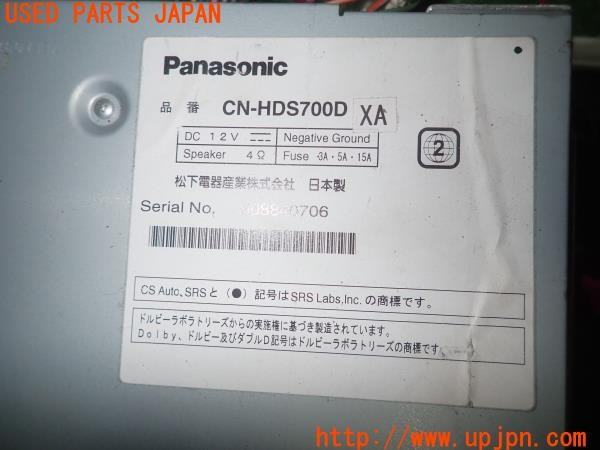 USED PARTS JAPAN
Panasonic
品番 CN-HDS700D XA
DC 12V Negative Ground
Speaker 4Ω Fuse 3A・5A・15A
2
松下電器産業株式会社 日本製
Serial No. 0706
CS Auto、SRSと(●)記号はSRS Labs,Inc.の商標です。
ドルビーラボラトリーズからの実施権に基づき製造されています。
Dolby、ドルビー及びダブルD記号はドルビーラボラトリーズの商標です。
https://www.upjpn.com